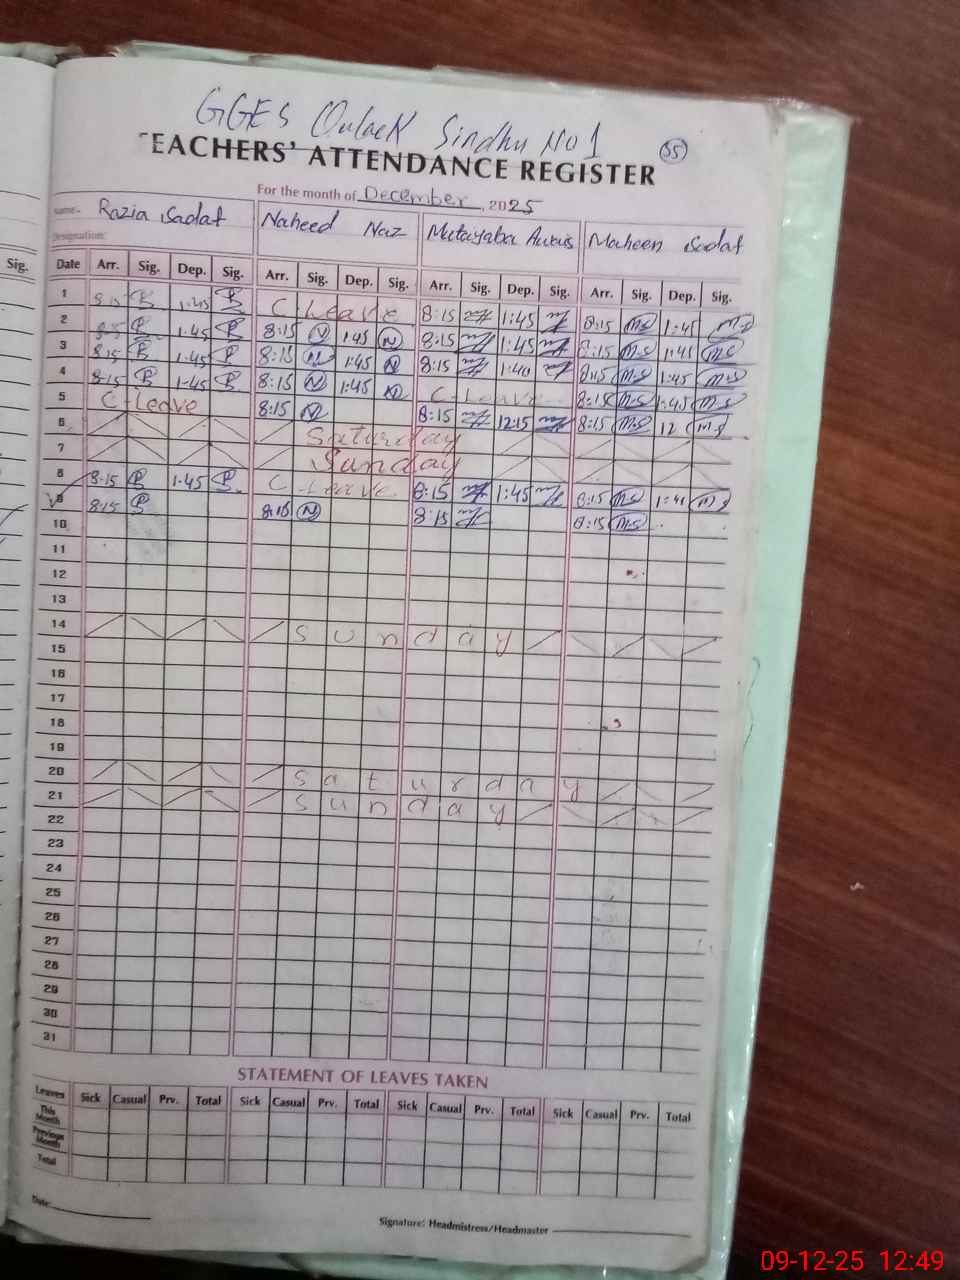 GGES Oulakh Sindhu No 1
35
TEACHERS' ATTENDANCE REGISTER
For the month of December, 2025
Name: Razia Sadaf Naheed Naz Mutayaba Awais Maheen Sadaf
Designation:
Sig. Date Arr. Sig. Dep. Sig. Arr. Sig. Dep. Sig. Arr. Sig. Dep. Sig. Arr. Sig. Dep. Sig.
1 8:15 1:45 C Leave 8:15 1:45 8:15 M.S 1:45 M.S
2 8:15 1:45 8:15 N 1:45 N 8:15 1:45 8:15 M.S 1:45 M.S
3 8:15 1:45 8:15 N 1:45 N 8:15 1:40 8:15 M.S 1:45 M.S
4 8:15 1:45 8:15 N 1:45 N C-Leave 8:15 M.S 1:45 M.S
5 C-Leave 8:15 N 8:15 12:15 8:15 M.S 12 M.S
6 Saturday
7 Sunday
8 8:15 1:45 C-Leave 8:15 1:45 8:15 M.S 1:41 M.S
9 8:15 8:15 N 8:15 8:15 M.S
10
11
12
13
14 Sunday
15
16
17
18
19
20 Saturday
21 Sunday
22
23
24
25
26
27
28
29
30
31
STATEMENT OF LEAVES TAKEN
Leaves Sick Casual Prv. Total Sick Casual Prv. Total Sick Casual Prv. Total Sick Casual Prv. Total
This Month
Previous Month
Total
Date:
Signature: Headmistress/Headmaster
09-12-25 12:49